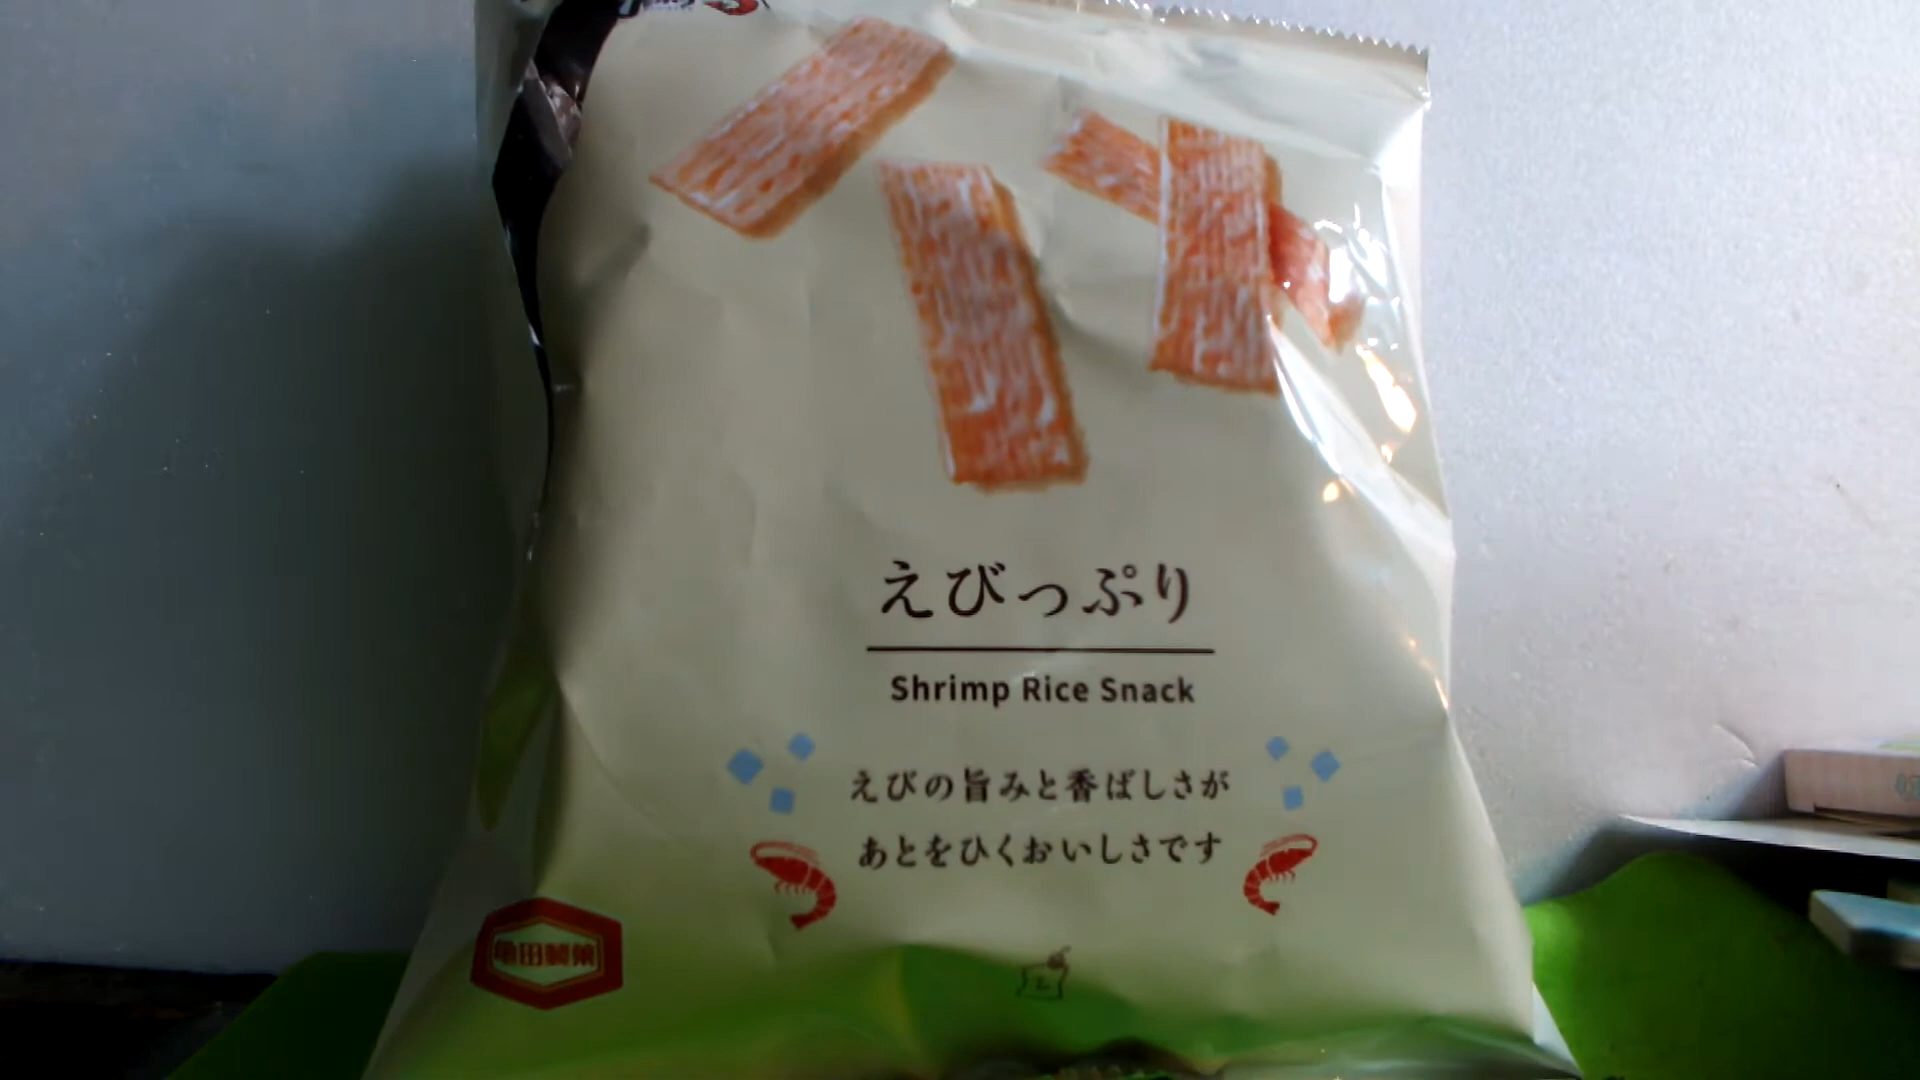 えびっぷり
Shrimp Rice Snack
えびの旨みと香ばしさが
あとをひくおいしさです
亀田製菓
L